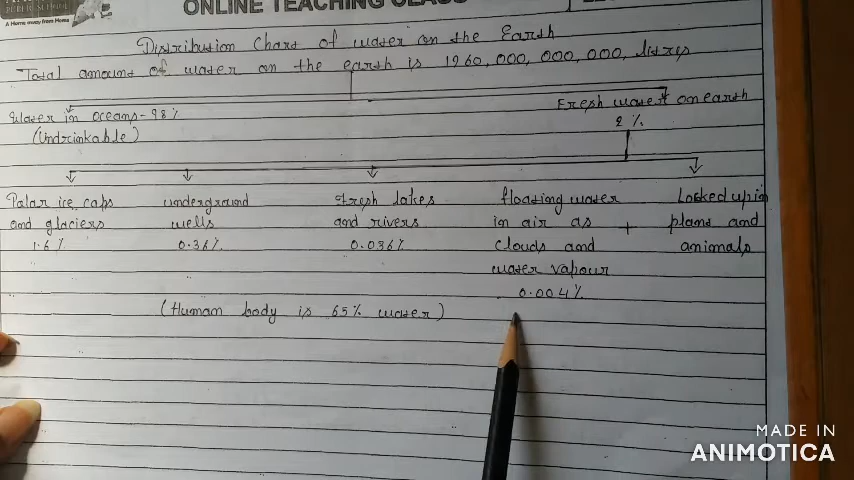 PUBLIC SCHOOL
A Home away from Home
ONLINE TEACHING CLASS
Distribution Chart of water on the Earth
Total amount of water on the earth is 1960,000,000,000, litres
Water in oceans-98%
(Undrinkable)
Fresh water on earth
2%
Palar ice caps
and glaciers
1.6%
underground
wells
0.36%
Fresh lakes
and rivers
0.036%
floating water
in air as
clouds and
water vapour
0.004%
+
Locked up in
plans and
animals
(Human body is 65% water)
MADE IN
ANIMOTICA